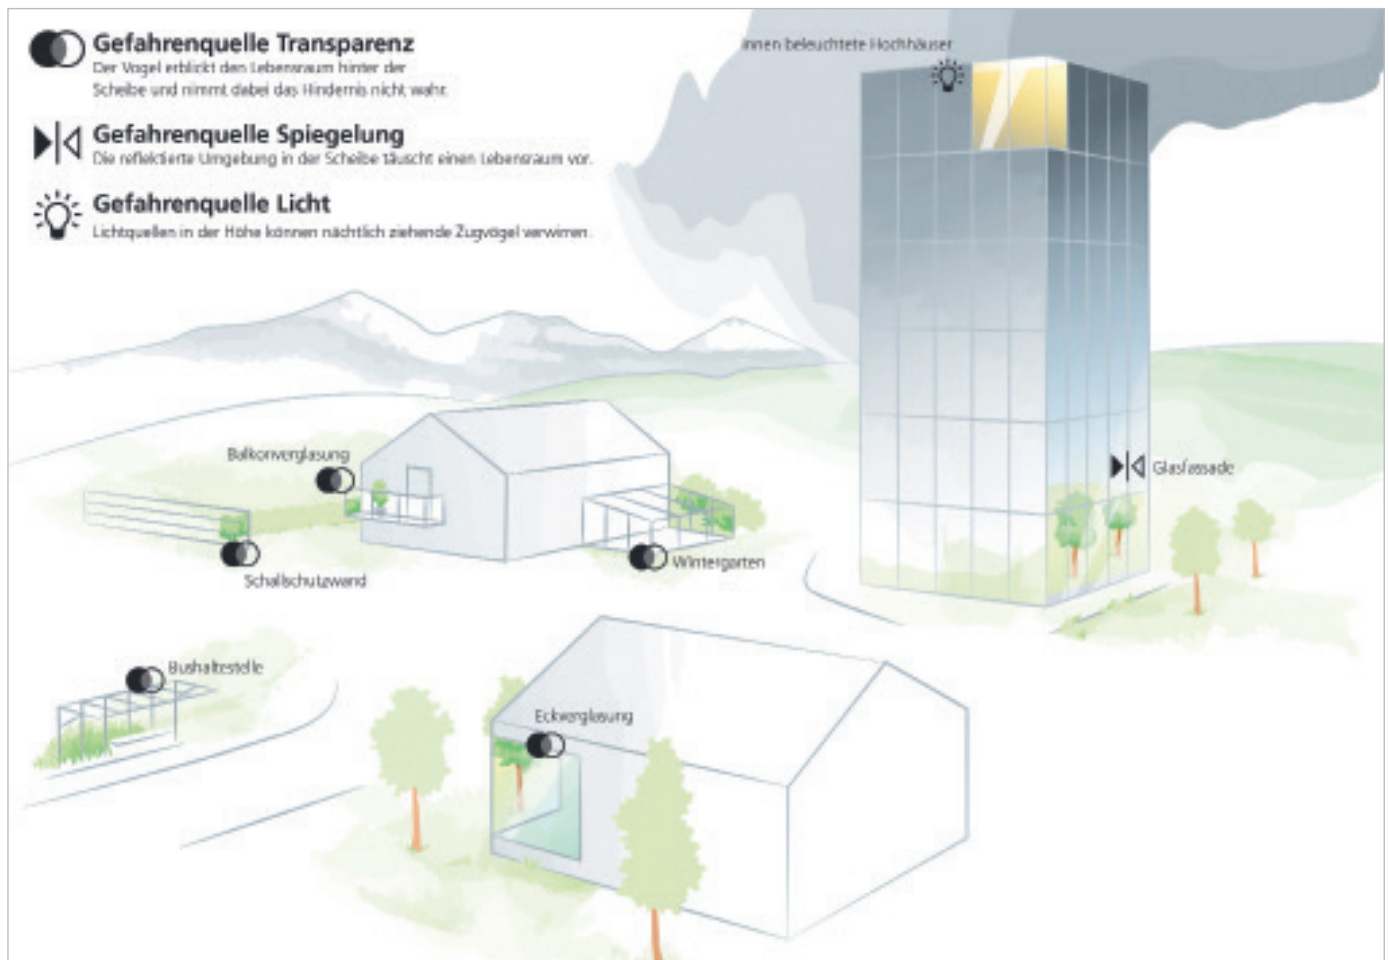 Gefahrenquelle Transparenz
Der Vogel erblickt den Lebensraum hinter der
Scheibe und nimmt dabei das Hindernis nicht wahr.
Gefahrenquelle Spiegelung
Die reflektierte Umgebung in der Scheibe täuscht einen Lebensraum vor.
Gefahrenquelle Licht
Lichtquellen in der Höhe können nächtlich ziehende Zugvögel verwirren.
innen beleuchtete Hochhäuser
Balkonverglasung
Glasfassade
Schallschutzwand
Wintergarten
Bushaltestelle
Eckverglasung